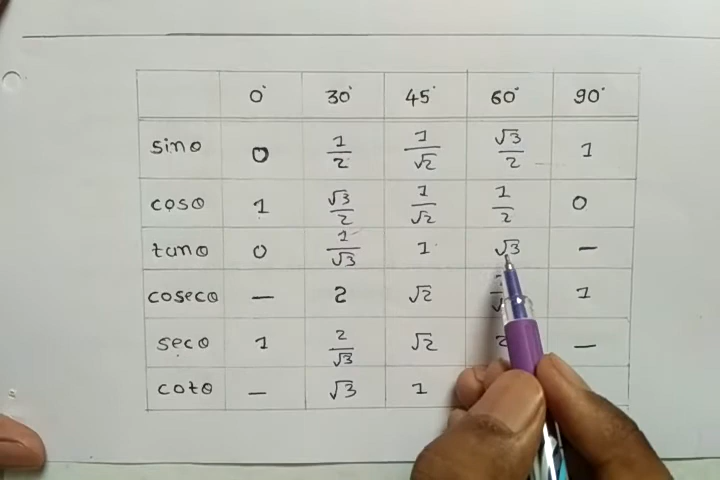 0° 30° 45° 60° 90°
sinθ 0 1/2 1/√2 √3/2 1
cosθ 1 √3/2 1/√2 1/2 0
tanθ 0 1/√3 1 √3 —
cosecθ — 2 √2 1
secθ 1 2/√3 √2 2 —
cotθ — √3 1